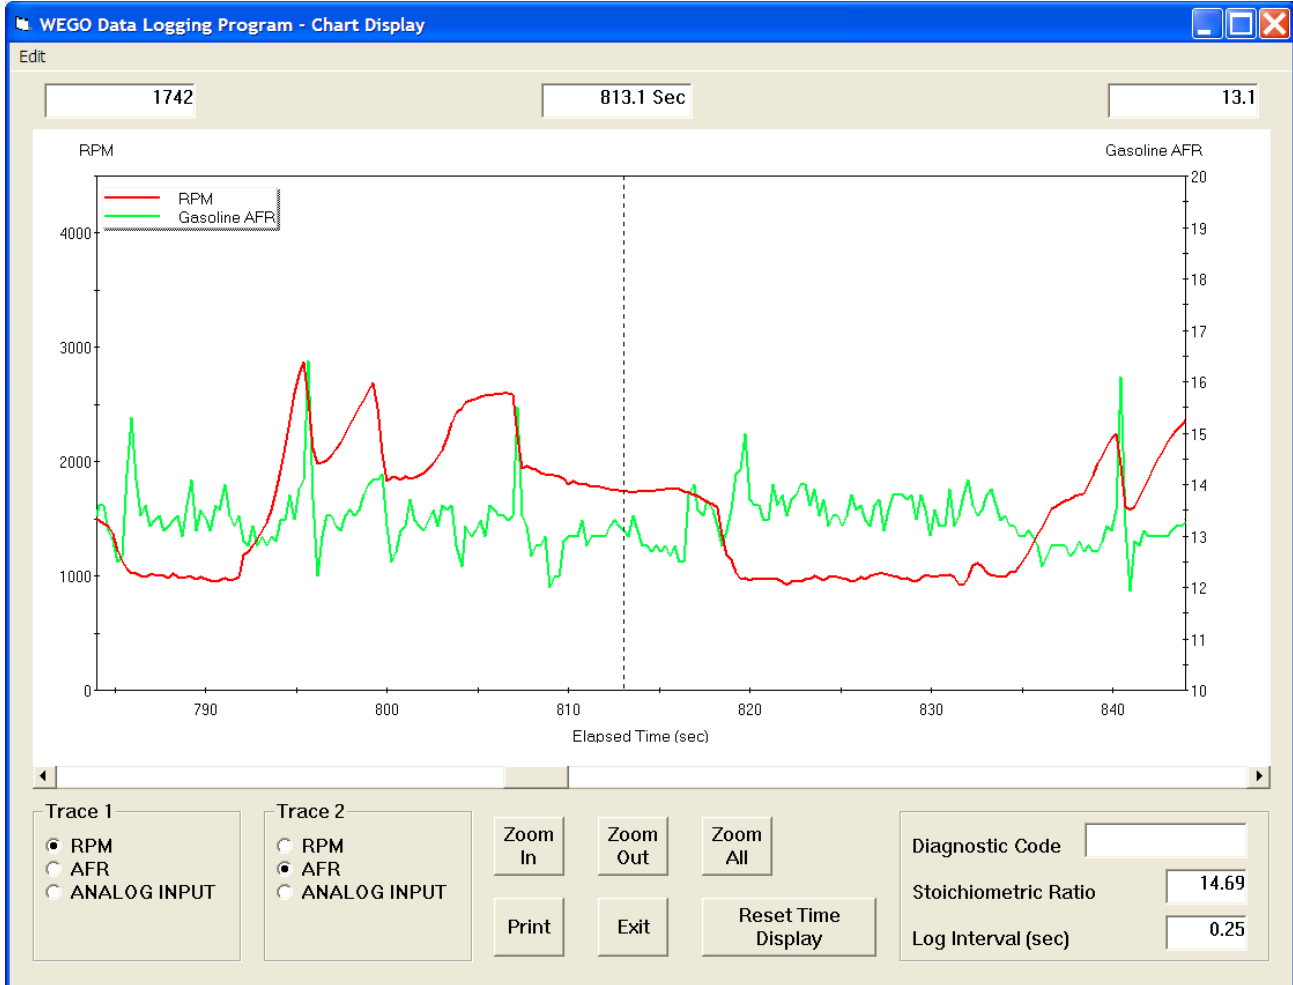 WEGO Data Logging Program - Chart Display
Edit
1742
813.1 Sec
13.1
RPM
Gasoline AFR
RPM
Gasoline AFR
4000
3000
2000
1000
0
20
19
18
17
16
15
14
13
12
11
10
790 800 810 820 830 840
Elapsed Time (sec)
Trace 1
RPM
AFR
ANALOG INPUT
Trace 2
RPM
AFR
ANALOG INPUT
Zoom
In
Zoom
Out
Zoom
All
Print
Exit
Reset Time
Display
Diagnostic Code
Stoichiometric Ratio 14.69
Log Interval (sec) 0.25